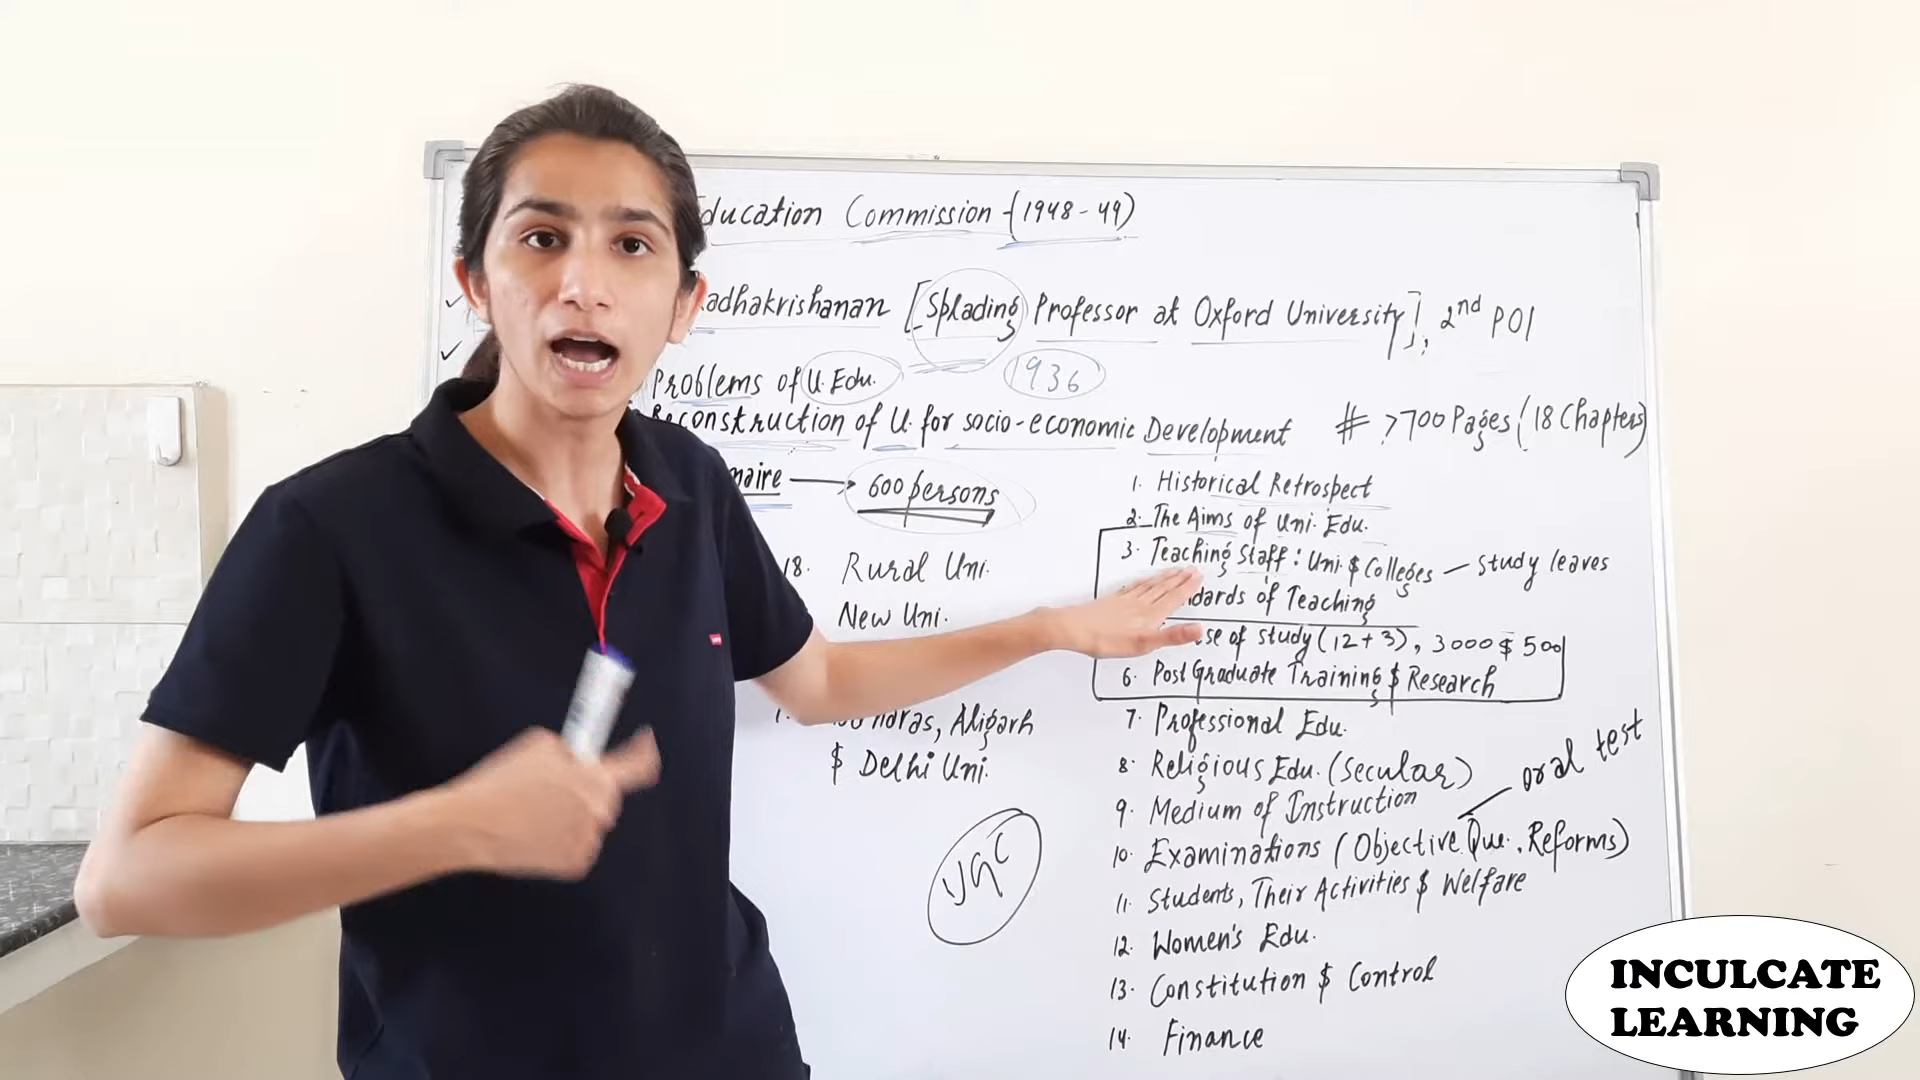 Education Commission - (1948-49)
Radhakrishanan [Splading Professor at Oxford University], 2nd POI
Problems of U. Edu. 1936
Reconstruction of U. for socio-economic Development
# >700 Pages (18 Chapters)
naire → 600 persons
1. Historical Retrospect
2. The Aims of Uni. Edu.
3. Teaching Staff: Uni. & Colleges - Study leaves
dards of Teaching
se of study (12+3), 3000 & 500
6. Post Graduate Training & Research
7. Professional Edu.
8. Religious Edu. (Secular)
9. Medium of Instruction
10. Examinations (Objective Que., Reforms)
oral test
11. Students, Their Activities & Welfare
12. Women's Edu.
13. Constitution & Control
14. Finance
18. Rural Uni.
New Uni.
aras, Aligarh
& Delhi Uni.
UGC
INCULCATE
LEARNING